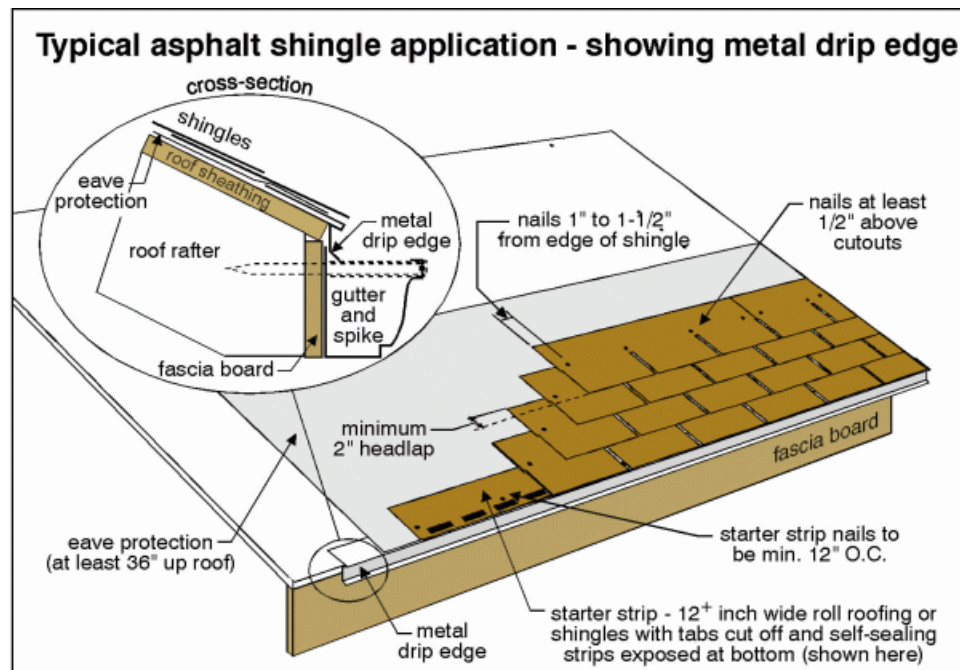 Typical asphalt shingle application - showing metal drip edge
cross-section
shingles
roof sheathing
eave
protection
metal
drip edge
roof rafter
gutter
and
spike
fascia board
nails 1" to 1-1/2"
from edge of shingle
nails at least
1/2" above
cutouts
minimum
2" headlap
fascia board
eave protection
(at least 36" up roof)
starter strip nails to
be min. 12" O.C.
metal
drip edge
starter strip - 12+ inch wide roll roofing or
shingles with tabs cut off and self-sealing
strips exposed at bottom (shown here)